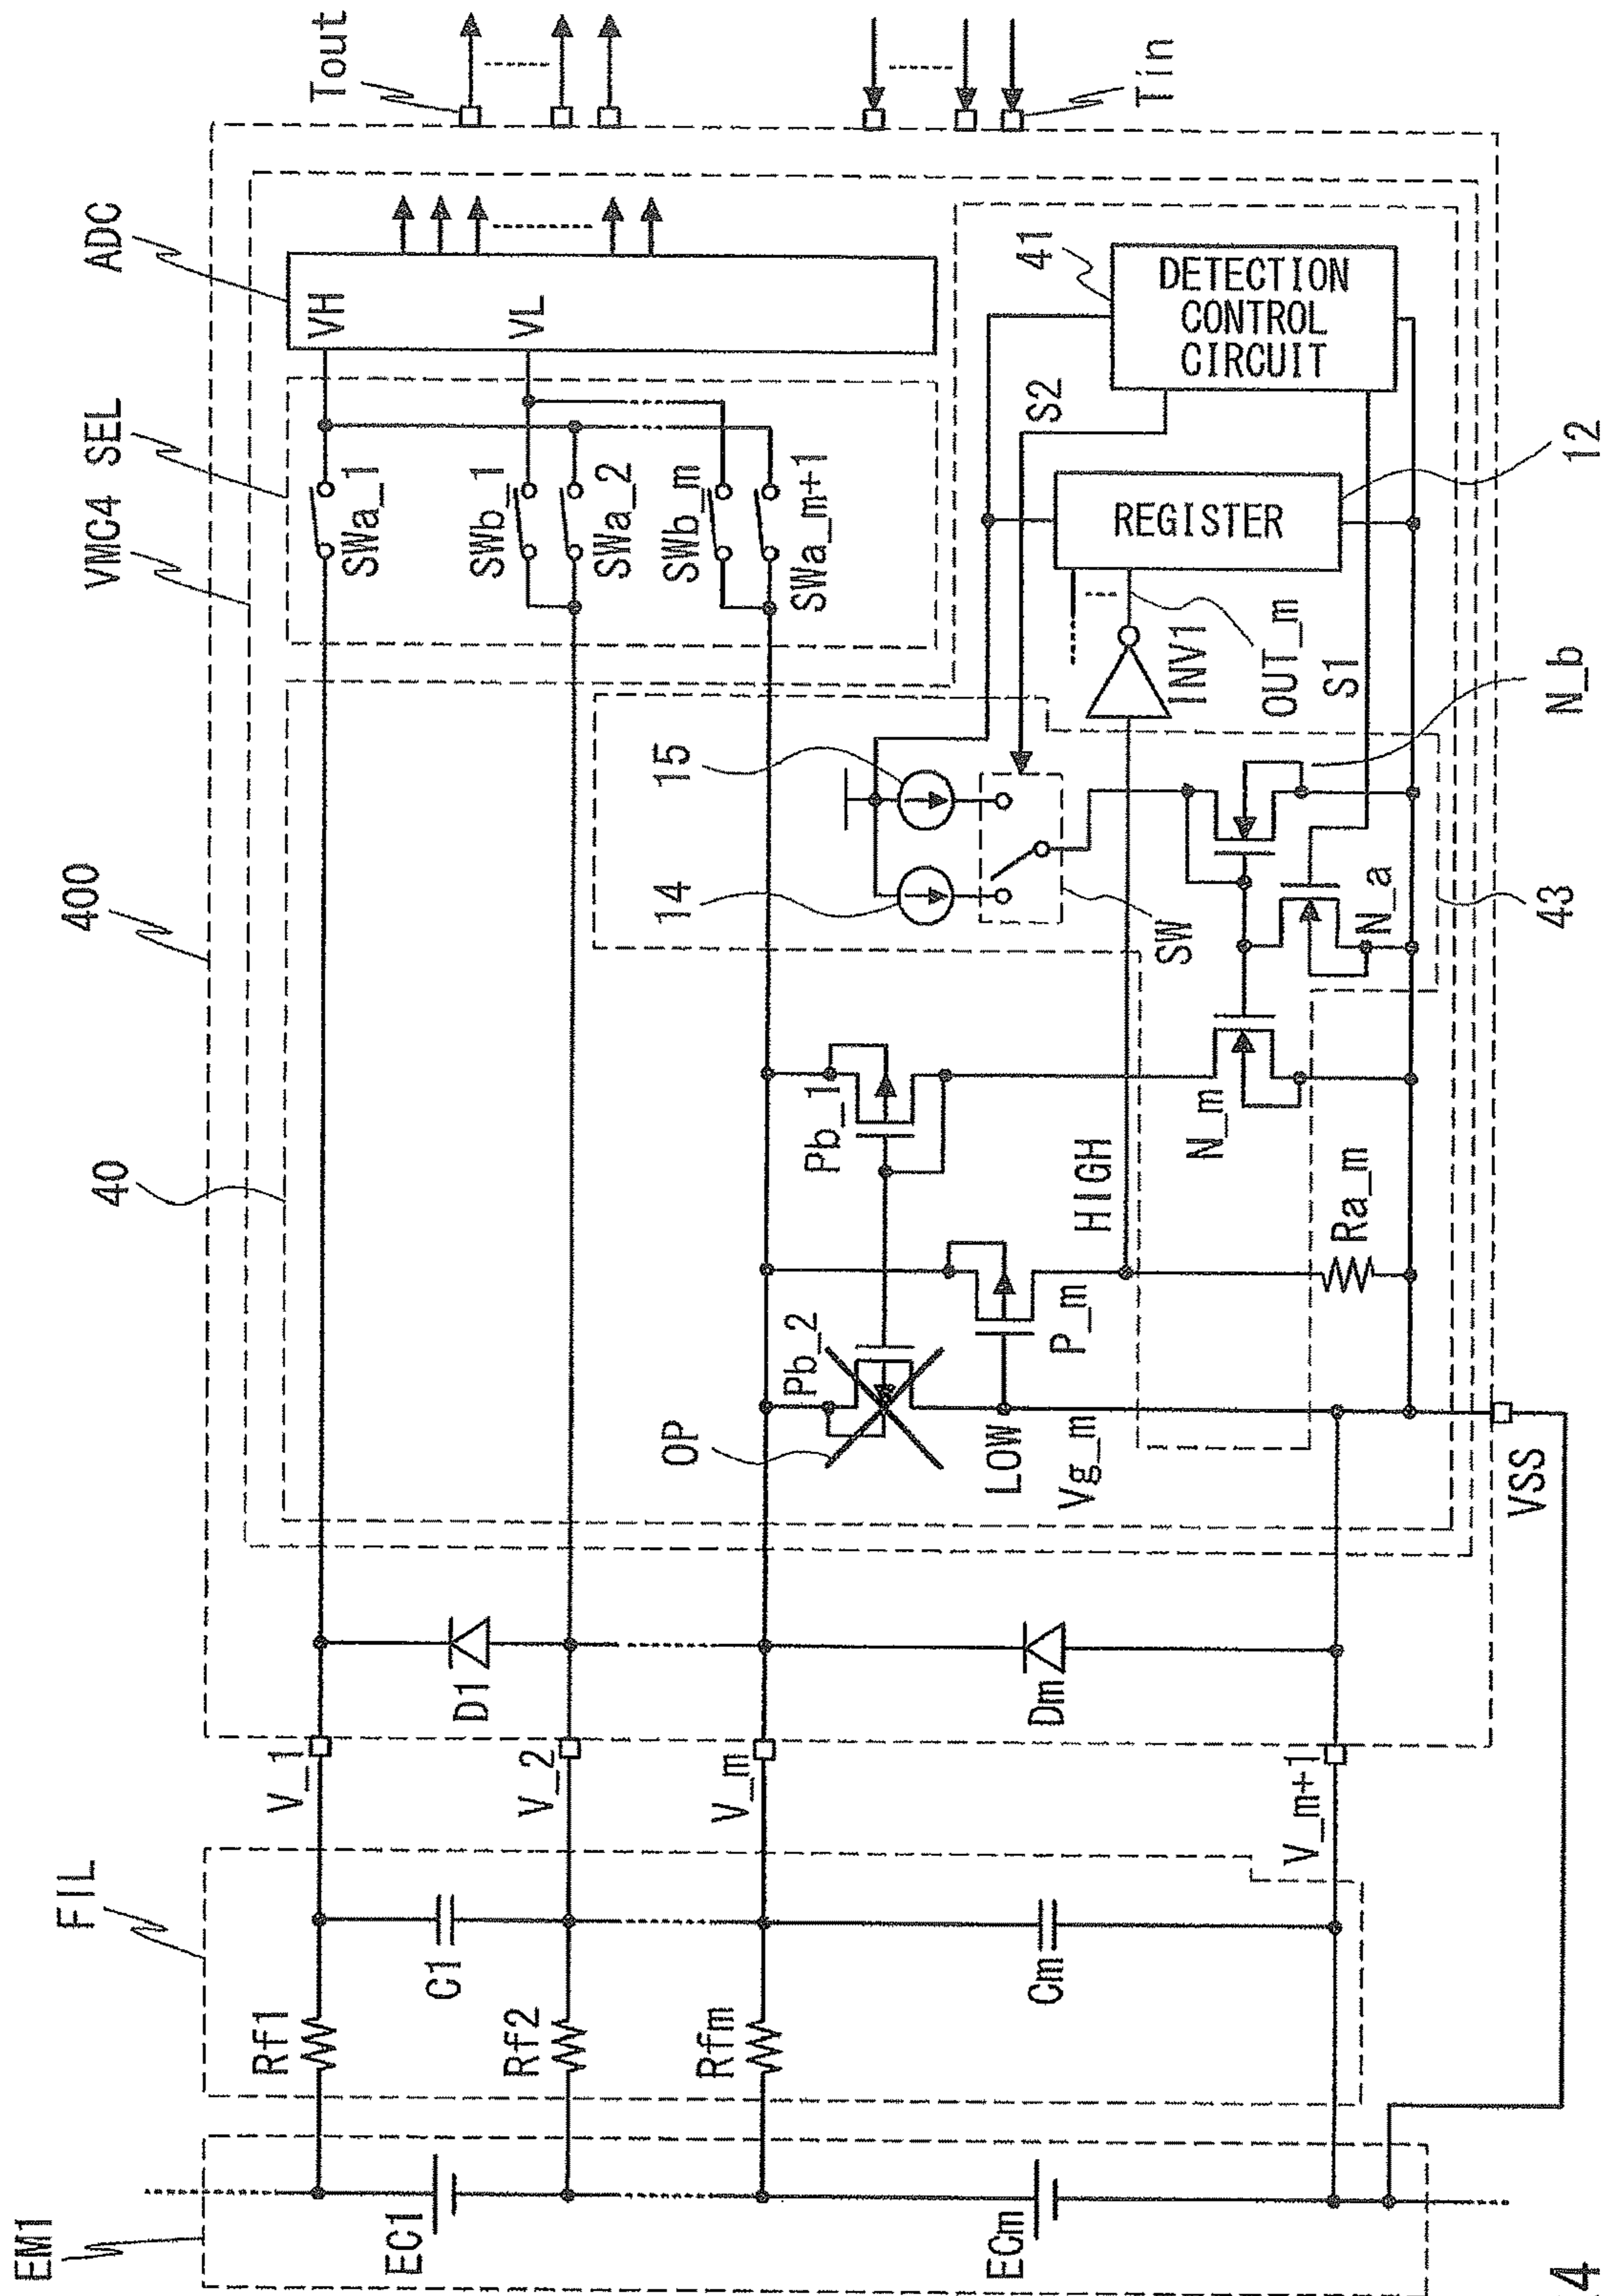 400
40
VMC4
SEL
ADC
Tout
Tin
EM1
FIL
EC1
ECm
Rf1
Rf2
Rfm
C1
Cm
V_1
V_2
V_m
V_m+1
D1
Dm
VSS
OP
Pb_2
Pb_1
LOW
Vg_m
P_m
HIGH
Ra_m
N_m
N_a
N_b
43
14
15
SW
SWa_1
SWb_1
SWa_2
SWb_m
SWa_m+1
VH
VL
INV1
OUT_m
S1
S2
REGISTER
12
41
DETECTION
CONTROL
CIRCUIT
4